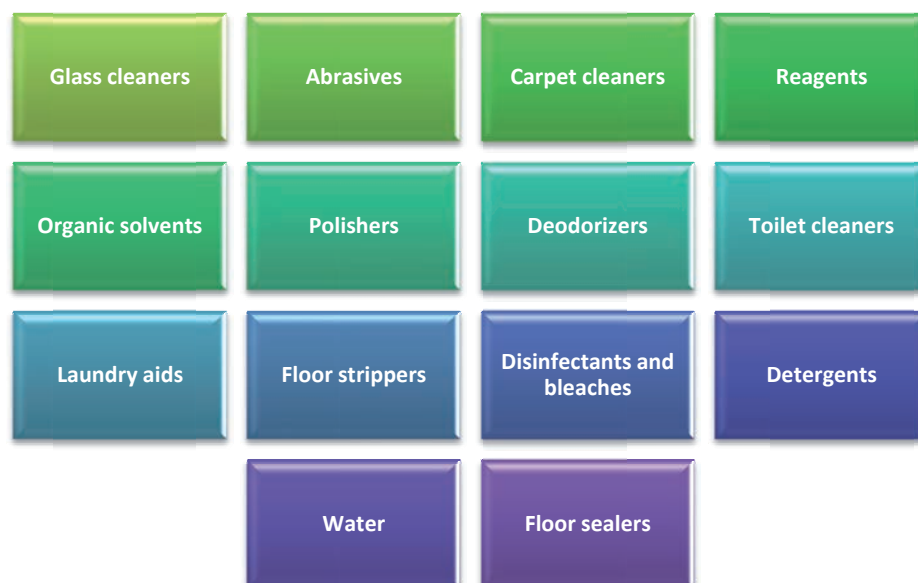 Glass cleaners
Abrasives
Carpet cleaners
Reagents
Organic solvents
Polishers
Deodorizers
Toilet cleaners
Laundry aids
Floor strippers
Disinfectants and
bleaches
Detergents
Water
Floor sealers